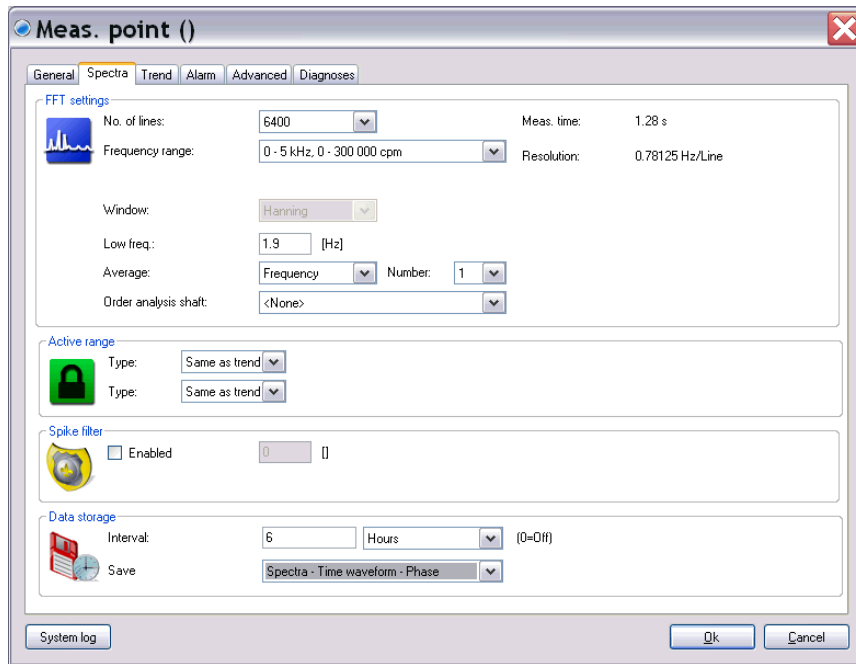 Meas. point ()
General Spectra Trend Alarm Advanced Diagnoses
FFT settings
No. of lines: 6400 Meas. time: 1.28 s
Frequency range: 0 - 5 kHz, 0 - 300 000 cpm Resolution: 0.78125 Hz/Line
Window: Hanning
Low freq.: 1.9 [Hz]
Average: Frequency Number: 1
Order analysis shaft: <None>
Active range
Type: Same as trend
Type: Same as trend
Spike filter
Enabled 0 []
Data storage
Interval: 6 Hours (0=Off)
Save Spectra - Time waveform - Phase
System log Ok Cancel